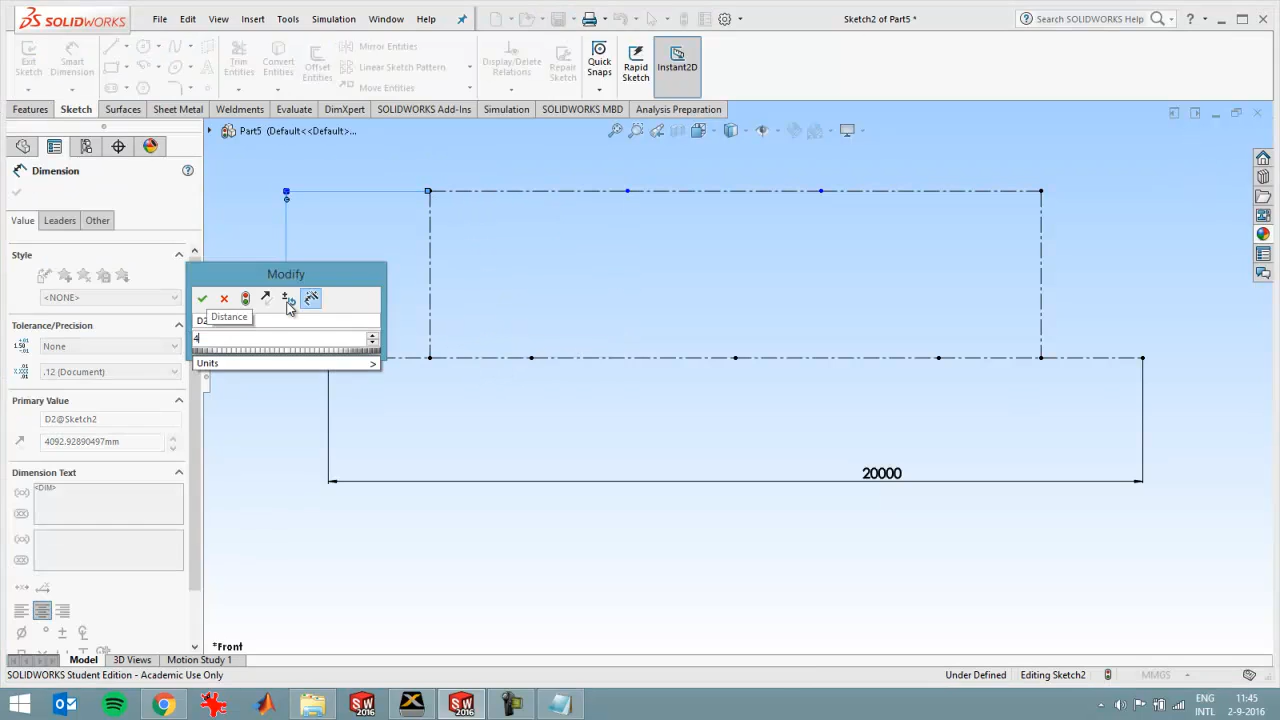 SOLIDWORKS
File Edit View Insert Tools Simulation Window Help
Sketch2 of Part5 *
Search SOLIDWORKS Help
Exit Sketch
Smart Dimension
Trim Entities
Convert Entities
Offset Entities
Mirror Entities
Linear Sketch Pattern
Move Entities
Display/Delete Relations
Repair Sketch
Quick Snaps
Rapid Sketch
Instant2D
Features Sketch Surfaces Sheet Metal Weldments Evaluate DimXpert SOLIDWORKS Add-Ins Simulation SOLIDWORKS MBD Analysis Preparation
Part5 (Default<<Default>...
Dimension
Value Leaders Other
Style
<NONE>
Tolerance/Precision
None
.12 (Document)
Primary Value
D2@Sketch2
4092.92890497mm
Dimension Text
<DIM>
Modify
Distance
4
Units
20000
*Front
Model 3D Views Motion Study 1
SOLIDWORKS Student Edition - Academic Use Only
Under Defined Editing Sketch2 MMGS
ENG
INTL
11:45
2-9-2016